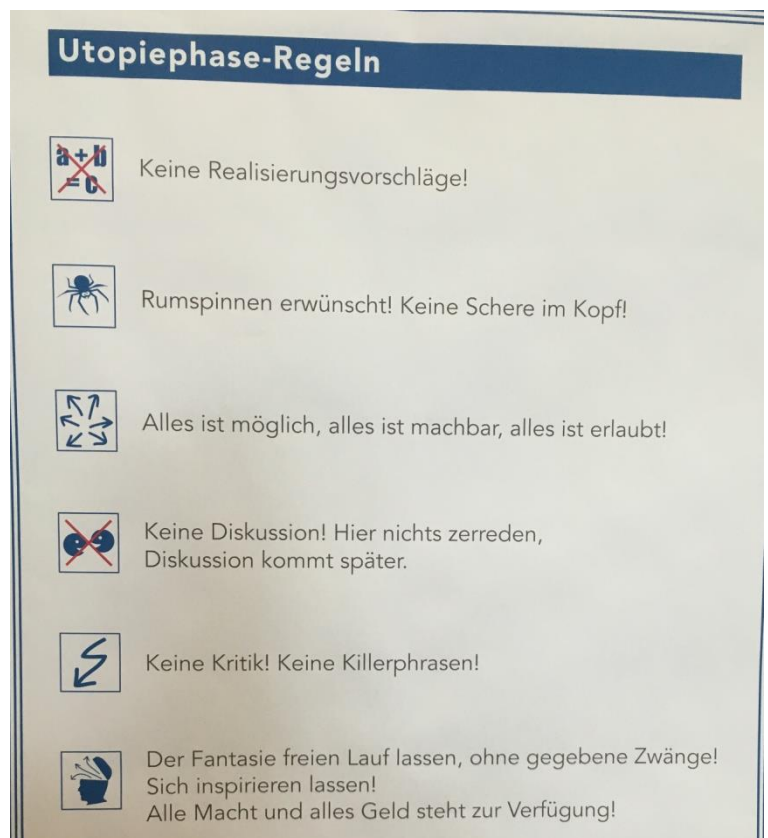 Utopiephase-Regeln
a + b
= c
Keine Realisierungsvorschläge!
Rumspinnen erwünscht! Keine Schere im Kopf!
Alles ist möglich, alles ist machbar, alles ist erlaubt!
Keine Diskussion! Hier nichts zerreden,
Diskussion kommt später.
Keine Kritik! Keine Killerphrasen!
Der Fantasie freien Lauf lassen, ohne gegebene Zwänge!
Sich inspirieren lassen!
Alle Macht und alles Geld steht zur Verfügung!